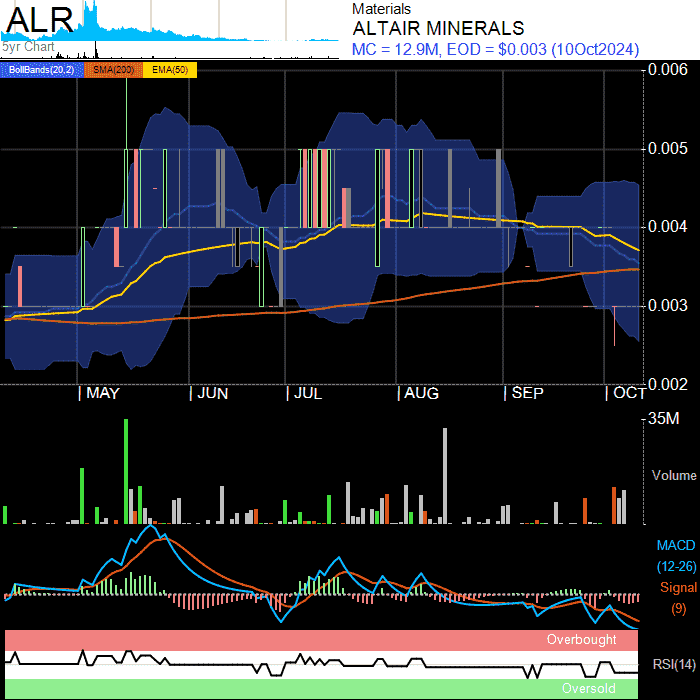 ALR
5yr Chart
Materials
ALTAIR MINERALS
MC = 12.9M, EOD = $0.003 (10Oct2024)
BollBands(20,2) SMA(200) EMA(50)
0.006
0.005
0.004
0.003
0.002
| MAY | JUN | JUL | AUG | SEP | OCT
35M
Volume
MACD
(12-26)
Signal
(9)
Overbought
RSI(14)
Oversold